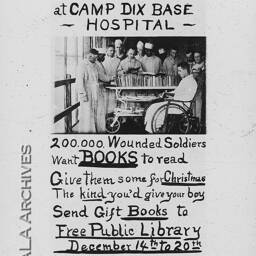 at CAMP DIX BASE
~ HOSPITAL ~
200,000 Wounded Soldiers
Want BOOKS to read
Give them some for Christmas
The kind you'd give your boy
Send Gift Books to
Free Public Library
December 14th to 20th
ALA ARCHIVES